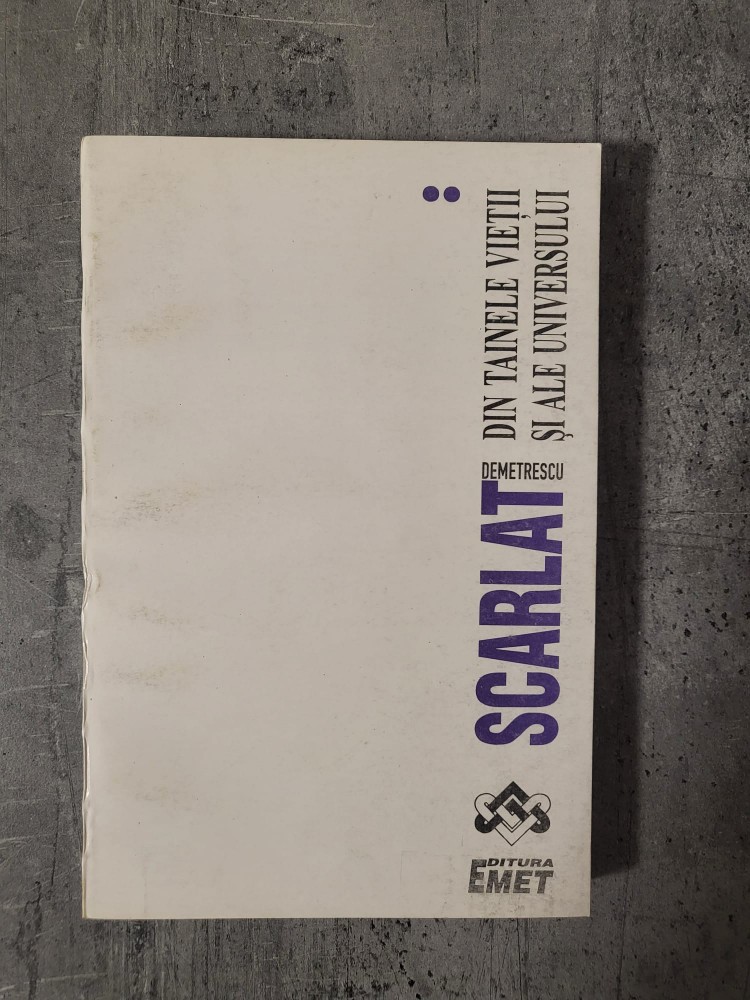 DIN TAINELE VIEȚII
ȘI ALE UNIVERSULUI
DEMETRESCU
SCARLAT
EDITURA
EMET